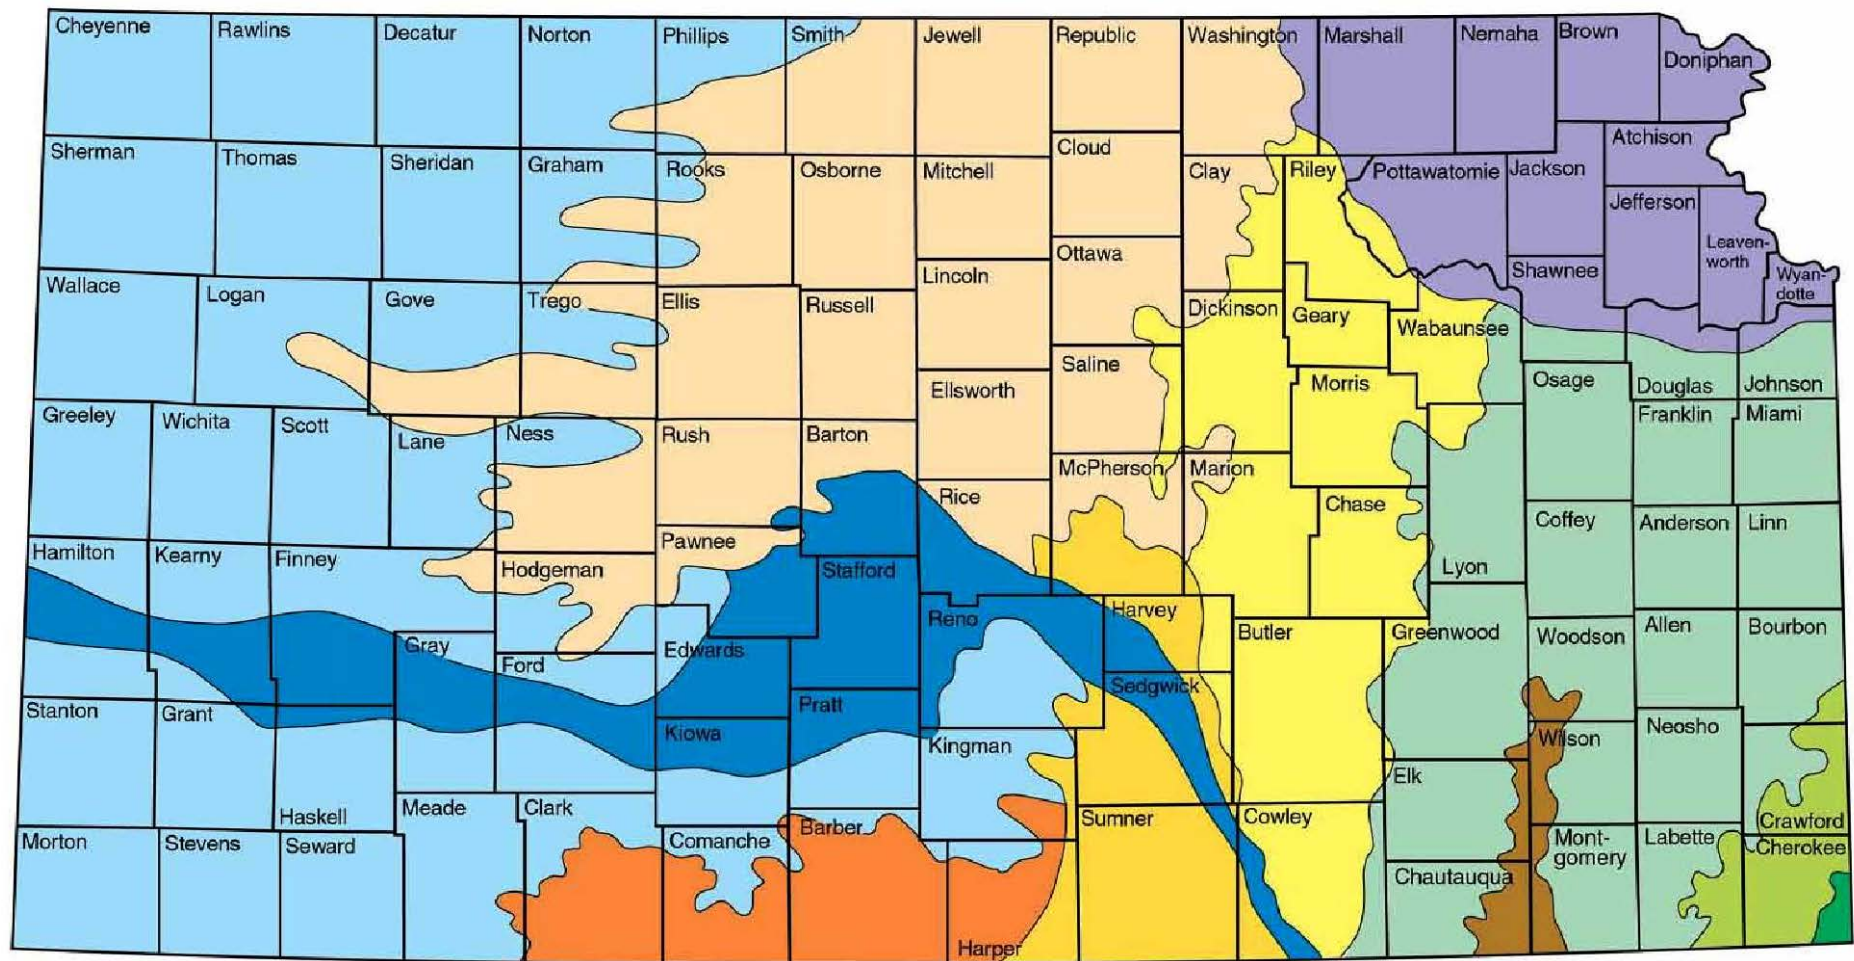 Cheyenne
Rawlins
Decatur
Norton
Phillips
Smith
Jewell
Republic
Washington
Marshall
Nemaha
Brown
Doniphan
Sherman
Thomas
Sheridan
Graham
Rooks
Osborne
Mitchell
Cloud
Clay
Riley
Pottawatomie
Jackson
Atchison
Jefferson
Leaven-
worth
Wyan-
dotte
Wallace
Logan
Gove
Trego
Ellis
Russell
Lincoln
Ottawa
Dickinson
Geary
Wabaunsee
Shawnee
Greeley
Wichita
Scott
Lane
Ness
Rush
Barton
Ellsworth
Saline
Morris
Osage
Douglas
Johnson
Franklin
Miami
McPherson
Marion
Rice
Chase
Hamilton
Kearny
Finney
Hodgeman
Pawnee
Stafford
Lyon
Coffey
Anderson
Linn
Gray
Ford
Edwards
Reno
Harvey
Butler
Greenwood
Woodson
Allen
Bourbon
Stanton
Grant
Haskell
Kiowa
Pratt
Kingman
Sedgwick
Elk
Wilson
Neosho
Crawford
Morton
Stevens
Seward
Meade
Clark
Comanche
Barber
Harper
Sumner
Cowley
Chautauqua
Mont-
gomery
Labette
Cherokee